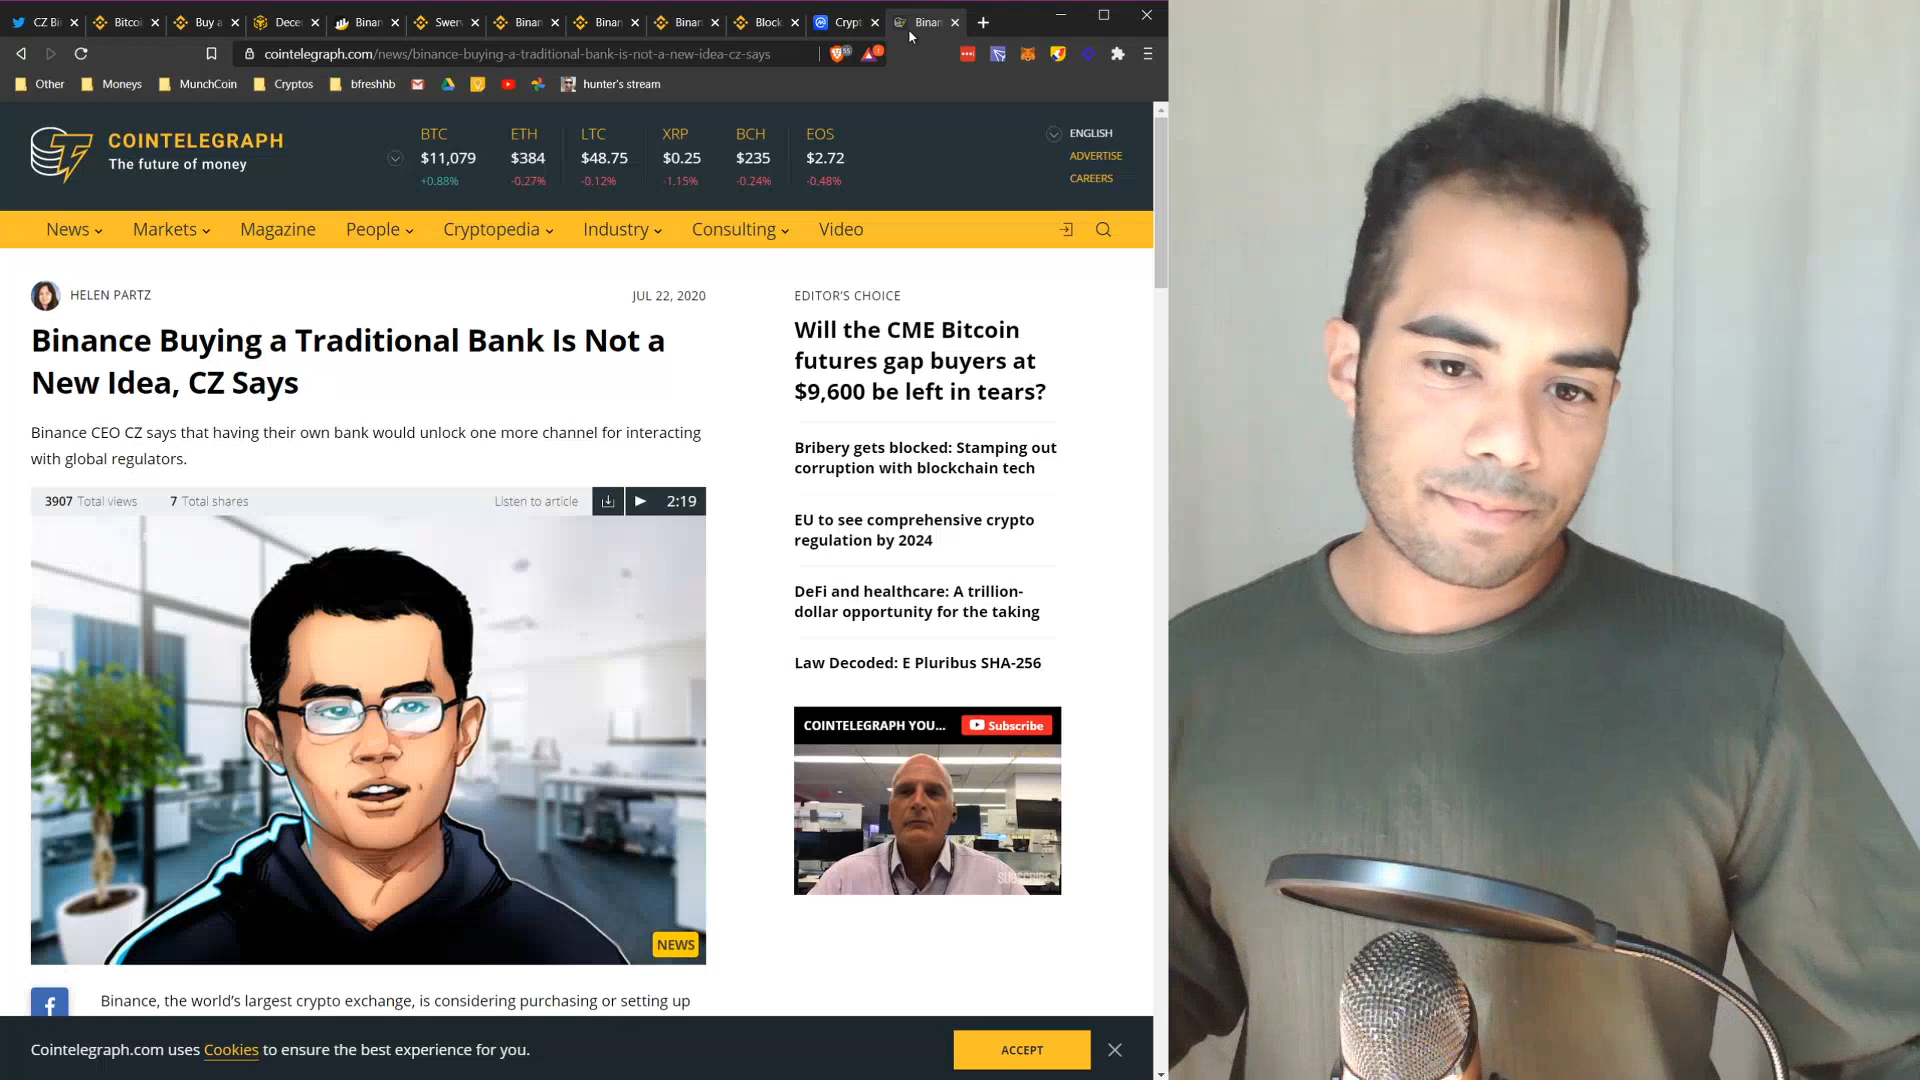 CZ Bi
Bitcoi
Buy a
Dece
Binan
Swer
Binan
Binan
Binan
Block
Crypt
Binan
cointelegraph.com/news/binance-buying-a-traditional-bank-is-not-a-new-idea-cz-says
Other
Moneys
MunchCoin
Cryptos
bfreshhb
hunter's stream
COINTELEGRAPH
The future of money
BTC ETH LTC XRP BCH EOS
$11,079 $384 $48.75 $0.25 $235 $2.72
+0.88% -0.27% -0.12% -1.15% -0.24% -0.48%
ENGLISH
ADVERTISE
CAREERS
News Markets Magazine People Cryptopedia Industry Consulting Video
HELEN PARTZ
JUL 22, 2020
Binance Buying a Traditional Bank Is Not a
New Idea, CZ Says
Binance CEO CZ says that having their own bank would unlock one more channel for interacting
with global regulators.
3907 Total views 7 Total shares Listen to article 2:19
NEWS
Binance, the world's largest crypto exchange, is considering purchasing or setting up
EDITOR'S CHOICE
Will the CME Bitcoin
futures gap buyers at
$9,600 be left in tears?
Bribery gets blocked: Stamping out
corruption with blockchain tech
EU to see comprehensive crypto
regulation by 2024
DeFi and healthcare: A trillion-
dollar opportunity for the taking
Law Decoded: E Pluribus SHA-256
COINTELEGRAPH YOU...
Subscribe
SUBSCRIBE
Cointelegraph.com uses Cookies to ensure the best experience for you.
ACCEPT